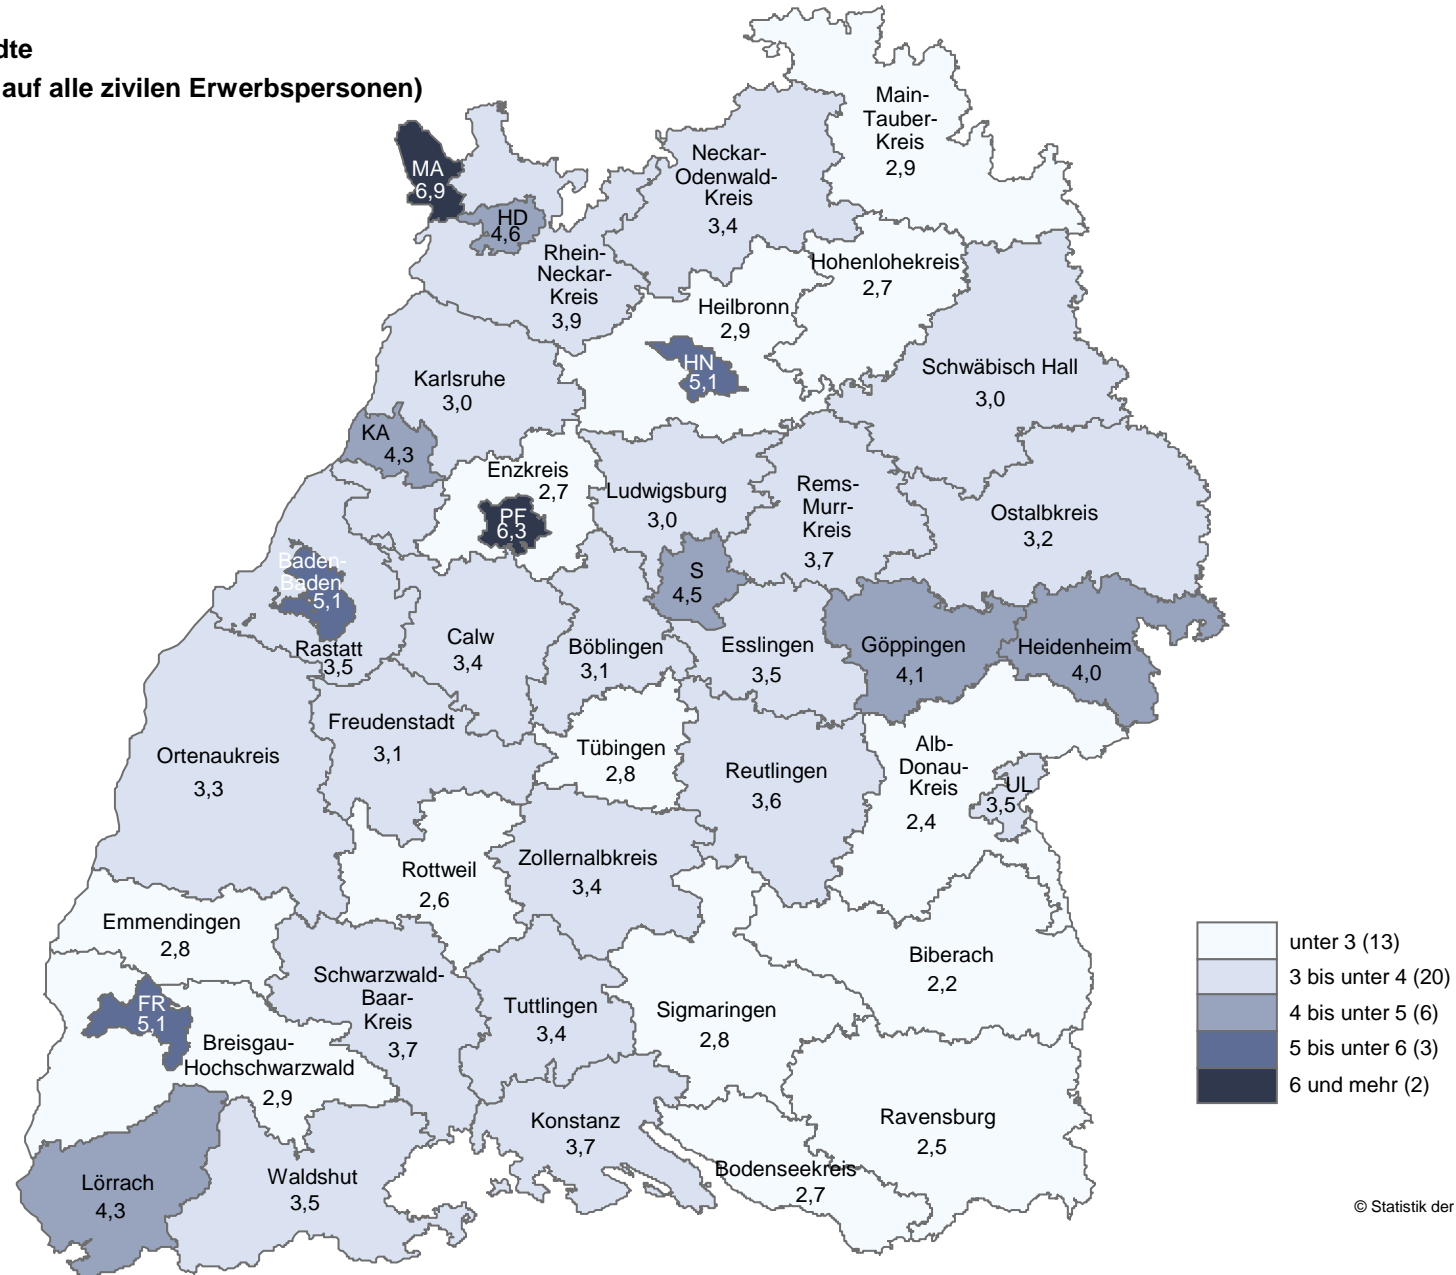 dte
auf alle zivilen Erwerbspersonen)
Main-
Tauber-
Kreis
2,9
MA
6,9
Neckar-
Odenwald-
Kreis
3,4
HD
4,6
Rhein-
Neckar-
Kreis
3,9
Hohenlohekreis
2,7
Heilbronn
2,9
HN
5,1
Schwäbisch Hall
3,0
Karlsruhe
3,0
KA
4,3
Enzkreis
2,7
PF
6,3
Ludwigsburg
3,0
Rems-
Murr-
Kreis
3,7
Ostalbkreis
3,2
Baden-
Baden
5,1
Rastatt
3,5
S
4,5
Calw
3,4
Böblingen
3,1
Esslingen
3,5
Göppingen
4,1
Heidenheim
4,0
Freudenstadt
3,1
Ortenaukreis
3,3
Tübingen
2,8
Reutlingen
3,6
Alb-
Donau-
Kreis
2,4
UL
3,5
Rottweil
2,6
Zollernalbkreis
3,4
Emmendingen
2,8
Biberach
2,2
FR
5,1
Schwarzwald-
Baar-
Kreis
3,7
Tuttlingen
3,4
Sigmaringen
2,8
Breisgau-
Hochschwarzwald
2,9
Konstanz
3,7
Ravensburg
2,5
Bodenseekreis
2,7
Lörrach
4,3
Waldshut
3,5
unter 3 (13)
3 bis unter 4 (20)
4 bis unter 5 (6)
5 bis unter 6 (3)
6 und mehr (2)
© Statistik der